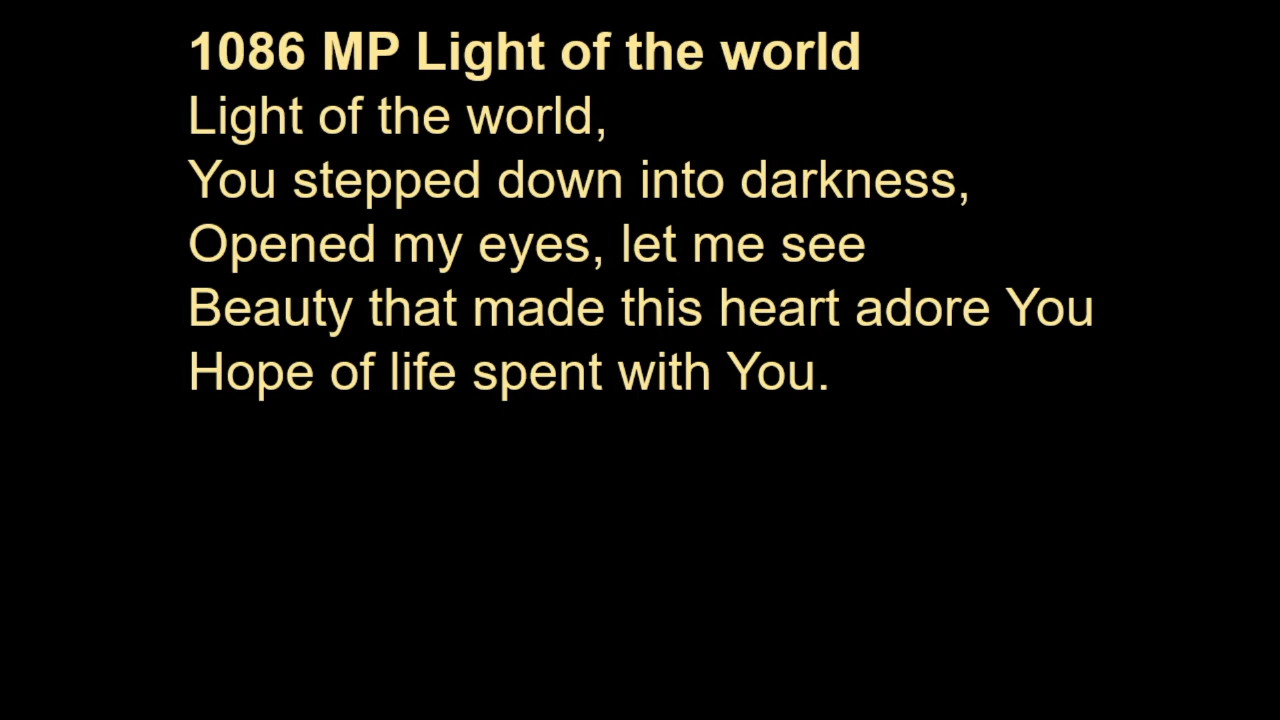 1086 MP Light of the world
Light of the world,
You stepped down into darkness,
Opened my eyes, let me see
Beauty that made this heart adore You
Hope of life spent with You.